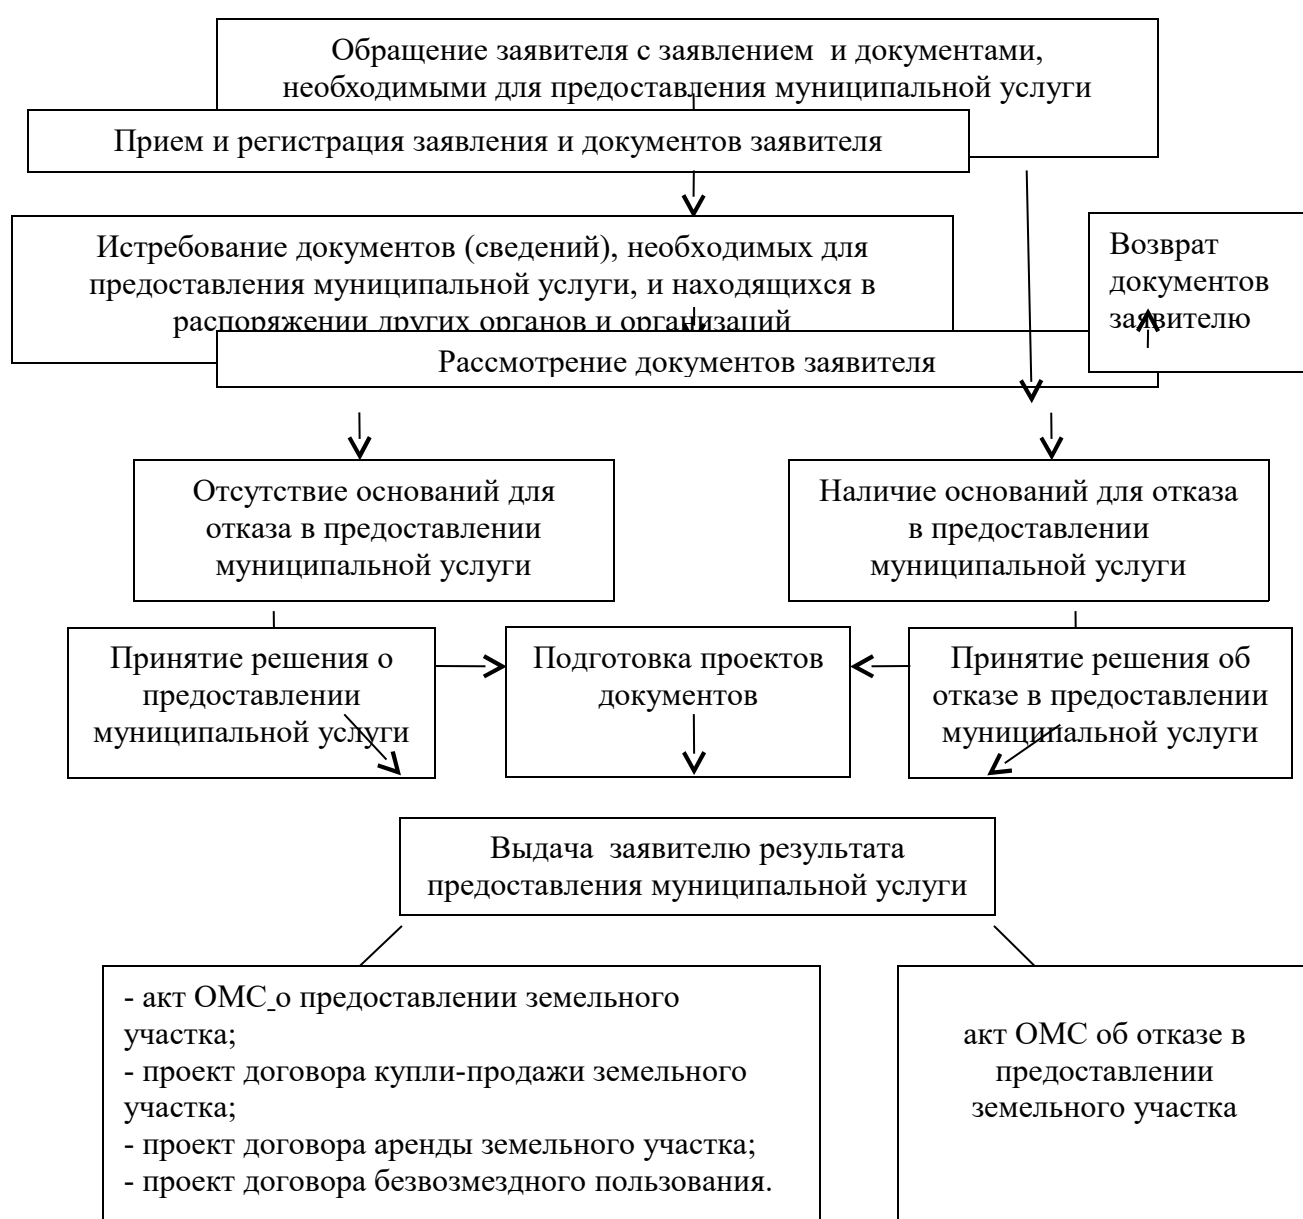 Обращение заявителя с заявлением и документами,
необходимыми для предоставления муниципальной услуги
Прием и регистрация заявления и документов заявителя
Истребование документов (сведений), необходимых для
предоставления муниципальной услуги, и находящихся в
распоряжении других органов и организаций
Возврат
документов
заявителю
Рассмотрение документов заявителя
Отсутствие оснований для
отказа в предоставлении
муниципальной услуги
Наличие оснований для отказа
в предоставлении
муниципальной услуги
Принятие решения о
предоставлении
муниципальной услуги
Подготовка проектов
документов
Принятие решения об
отказе в предоставлении
муниципальной услуги
Выдача заявителю результата
предоставления муниципальной услуги
- акт ОМС о предоставлении земельного
участка;
- проект договора купли-продажи земельного
участка;
- проект договора аренды земельного участка;
- проект договора безвозмездного пользования.
акт ОМС об отказе в
предоставлении
земельного участка